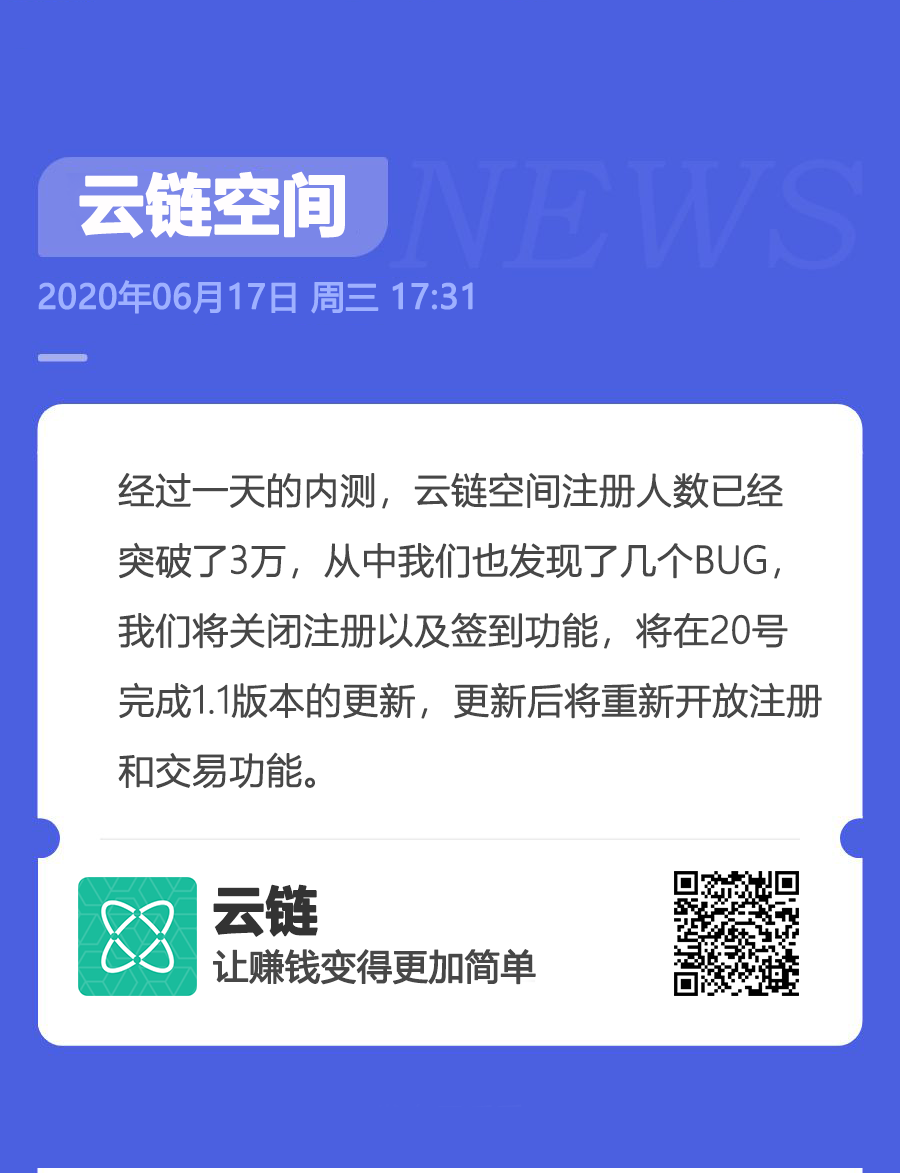 云链空间
NEWS
2020年06月17日 周三 17:31
经过一天的内测，云链空间注册人数已经
突破了3万，从中我们也发现了几个BUG，
我们将关闭注册以及签到功能，将在20号
完成1.1版本的更新，更新后将重新开放注册
和交易功能。
云链
让赚钱变得更加简单